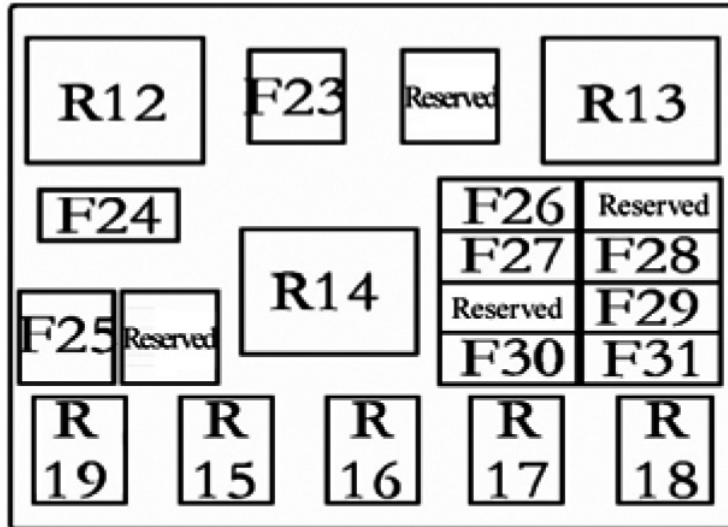 R12 F23 Reserved R13
F24
F26 Reserved
F27 F28
R14
Reserved F29
F25 Reserved
F30 F31
R R R R R
19 15 16 17 18